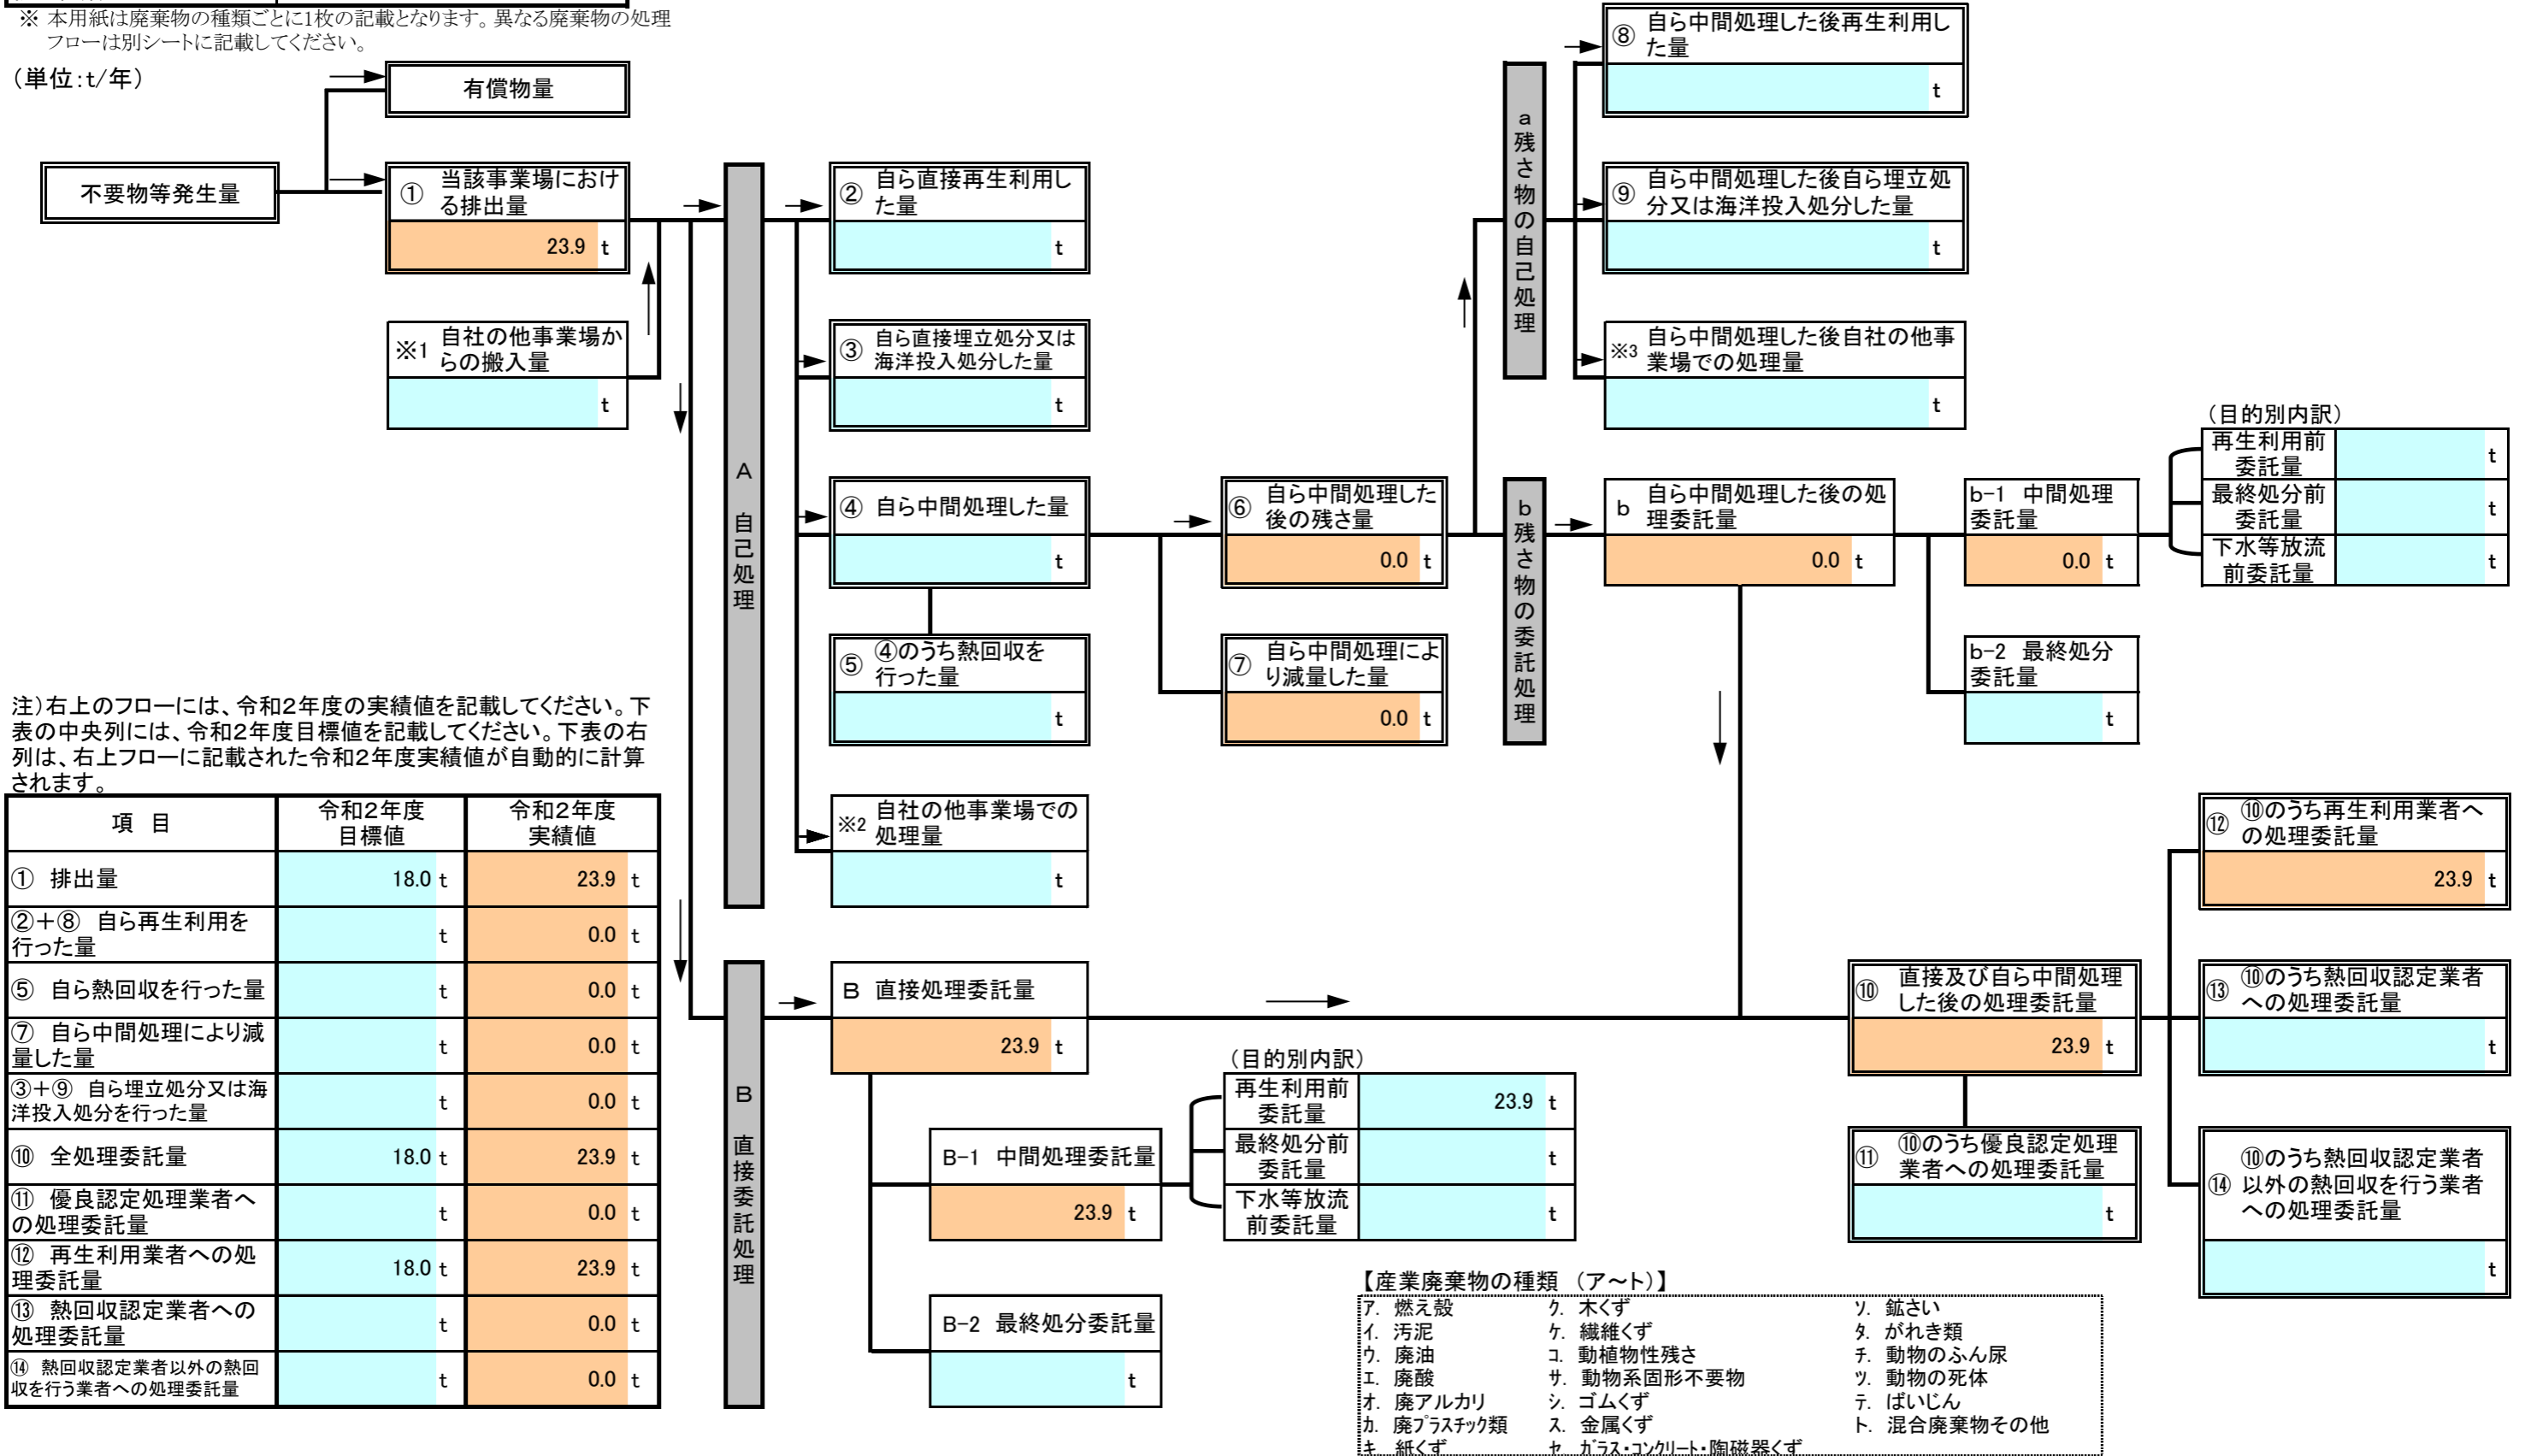 ※ 本用紙は廃棄物の種類ごとに1枚の記載となります。異なる廃棄物の処理
フローは別シートに記載してください。
（単位:t/年）
有償物量
不要物等発生量
① 当該事業場におけ
る排出量
23.9 t
※1 自社の他事業場か
らの搬入量
t
A 自己処理
② 自ら直接再生利用し
た量
t
③ 自ら直接埋立処分又は
海洋投入処分した量
t
④ 自ら中間処理した量
t
⑤ ④のうち熱回収を
行った量
t
※2 自社の他事業場での
処理量
t
⑥ 自ら中間処理した
後の残さ量
0.0 t
⑦ 自ら中間処理によ
り減量した量
0.0 t
a 残さ物の自己処理
⑧ 自ら中間処理した後再生利用し
た量
t
⑨ 自ら中間処理した後自ら埋立処
分又は海洋投入処分した量
t
※3 自ら中間処理した後自社の他事
業場での処理量
t
b 残さ物の委託処理
b 自ら中間処理した後の処
理委託量
0.0 t
b-1 中間処理
委託量
0.0 t
（目的別内訳）
再生利用前
委託量 t
最終処分前
委託量 t
下水等放流
前委託量 t
b-2 最終処分
委託量
t
注）右上のフローには、令和2年度の実績値を記載してください。下
表の中央列には、令和2年度目標値を記載してください。下表の右
列は、右上フローに記載された令和2年度実績値が自動的に計算
されます。
項 目 令和2年度 目標値 令和2年度 実績値
① 排出量 18.0 t 23.9 t
②＋⑧ 自ら再生利用を
行った量 t 0.0 t
⑤ 自ら熱回収を行った量 t 0.0 t
⑦ 自ら中間処理により減
量した量 t 0.0 t
③＋⑨ 自ら埋立処分又は海
洋投入処分を行った量 t 0.0 t
⑩ 全処理委託量 18.0 t 23.9 t
⑪ 優良認定処理業者へ
の処理委託量 t 0.0 t
⑫ 再生利用業者への処
理委託量 18.0 t 23.9 t
⑬ 熱回収認定業者への
処理委託量 t 0.0 t
⑭ 熱回収認定業者以外の熱回
収を行う業者への処理委託量 t 0.0 t
B 直接委託処理
B 直接処理委託量
23.9 t
B-1 中間処理委託量
23.9 t
（目的別内訳）
再生利用前
委託量 23.9 t
最終処分前
委託量 t
下水等放流
前委託量 t
B-2 最終処分委託量
t
⑩ 直接及び自ら中間処理
した後の処理委託量
23.9 t
⑪ ⑩のうち優良認定処理
業者への処理委託量
t
⑫ ⑩のうち再生利用業者へ
の処理委託量
23.9 t
⑬ ⑩のうち熱回収認定業者
への処理委託量
t
⑭ ⑩のうち熱回収認定業者
以外の熱回収を行う業者
への処理委託量
t
【産業廃棄物の種類 （ア～ト）】
ア. 燃え殻 ク. 木くず ソ. 鉱さい
イ. 汚泥 ケ. 繊維くず タ. がれき類
ウ. 廃油 コ. 動植物性残さ チ. 動物のふん尿
エ. 廃酸 サ. 動物系固形不要物 ツ. 動物の死体
オ. 廃アルカリ シ. ゴムくず テ. ばいじん
カ. 廃プラスチック類 ス. 金属くず ト. 混合廃棄物その他
キ. 紙くず セ. ガラス・コンクリート・陶磁器くず